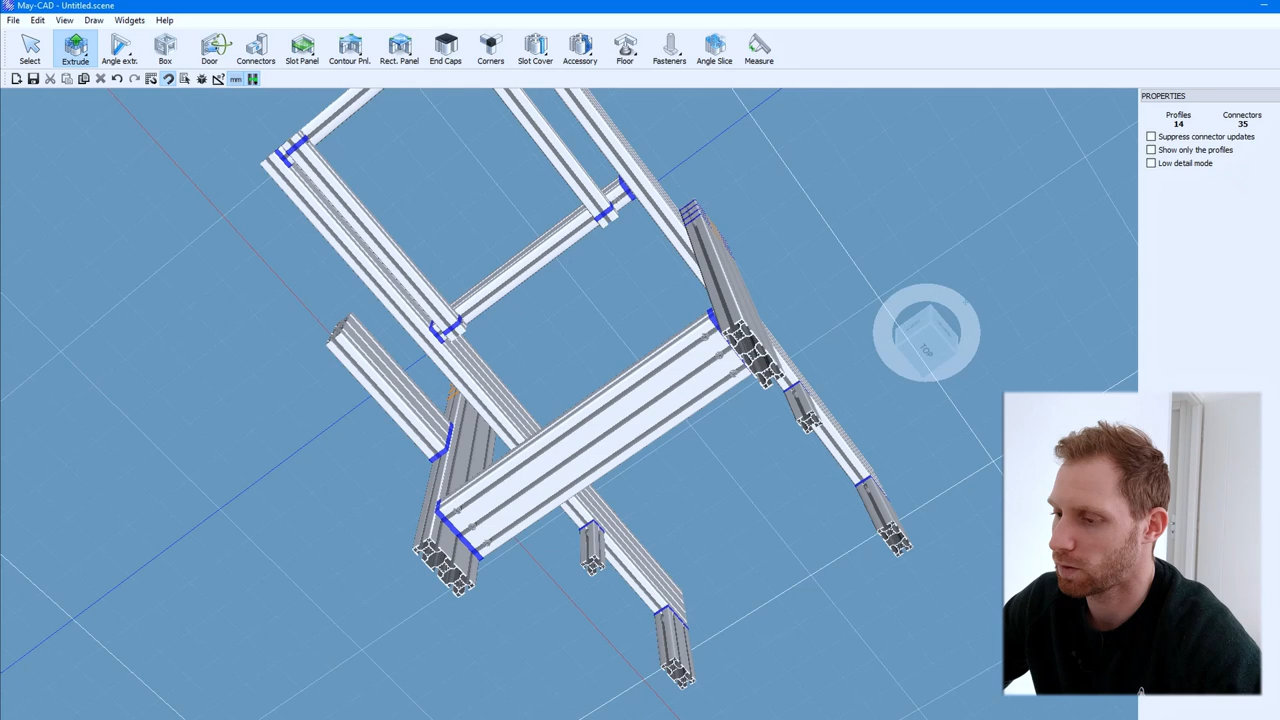 May-CAD - Untitled.scene
File Edit View Draw Widgets Help
Select Extrude Angle extr. Box Door Connectors Slot Panel Contour Pnl. Rect. Panel End Caps Corners Slot Cover Accessory Floor Fasteners Angle Slice Measure
mm
PROPERTIES
Profiles Connectors
14 35
Suppress connector updates
Show only the profiles
Low detail mode
TOP